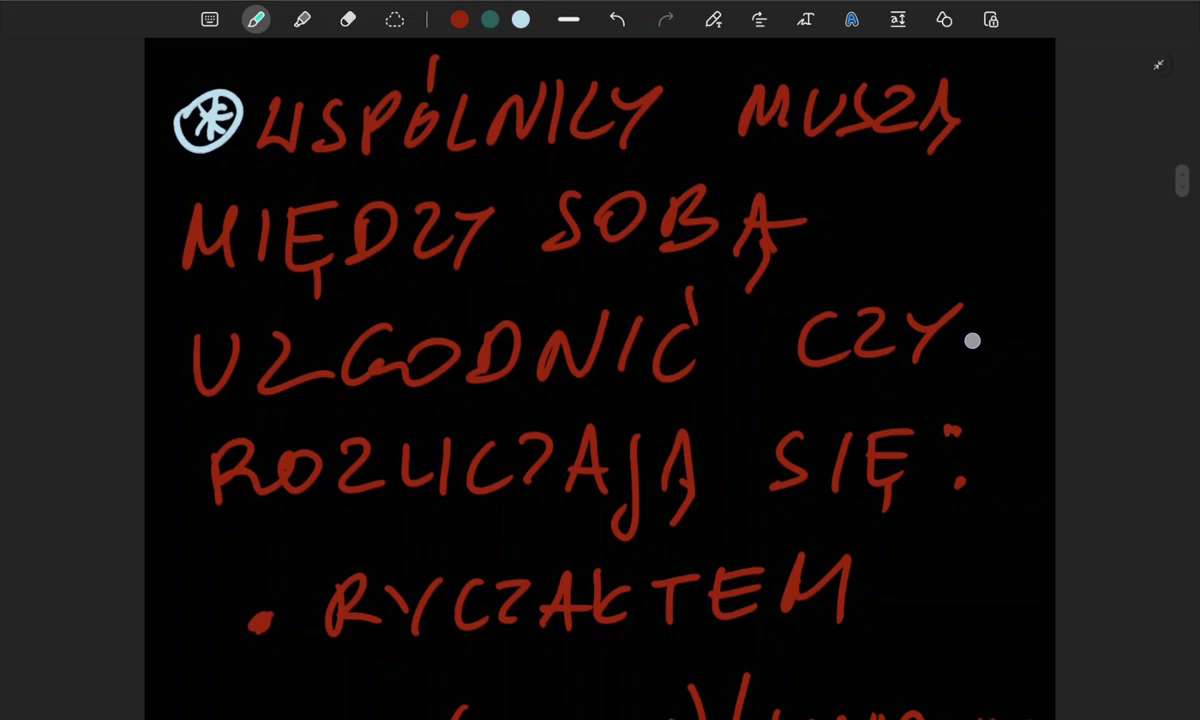 WSPÓLNICY MUSZĄ
MIĘDZY SOBĄ
UZGODNIĆ CZY
ROZLICZAJĄ SIĘ:
• RYCZAŁTEM